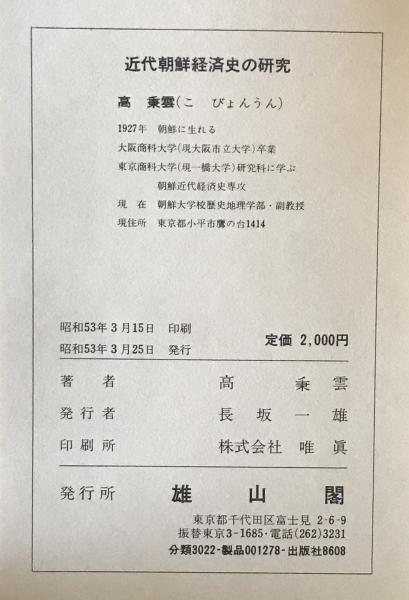 近代朝鮮経済史の研究
高 秉雲(こ びょんうん)
1927年 朝鮮に生れる
大阪商科大学(現大阪市立大学)卒業
東京商科大学(現一橋大学)研究科に学ぶ
朝鮮近代経済史専攻
現 在 朝鮮大学校歴史地理学部・副教授
現住所 東京都小平市鷹の台1414
昭和53年3月15日 印刷
昭和53年3月25日 発行
定価 2,000円
著者 高秉雲
発行者 長坂一雄
印刷所 株式会社 唯眞
発行所 雄山閣
東京都千代田区富士見 2-6-9
振替東京3-1685・電話(262)3231
分類3022-製品001278-出版社8608